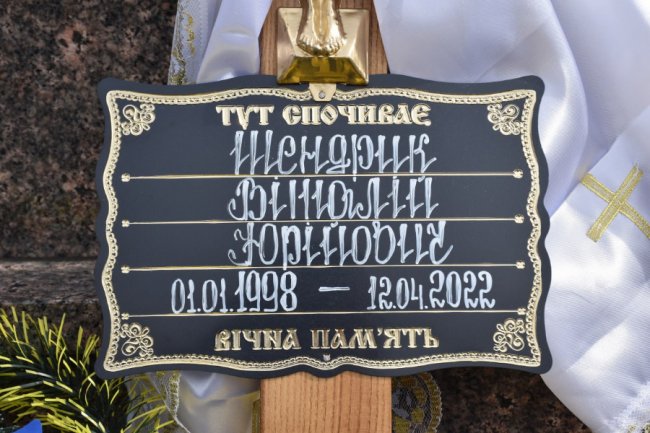 ТУТ СПОЧИВАЄ
Шендрик
Віталій
Юрійович
01.01.1998 — 12.04.2022
ВІЧНА ПАМ'ЯТЬ